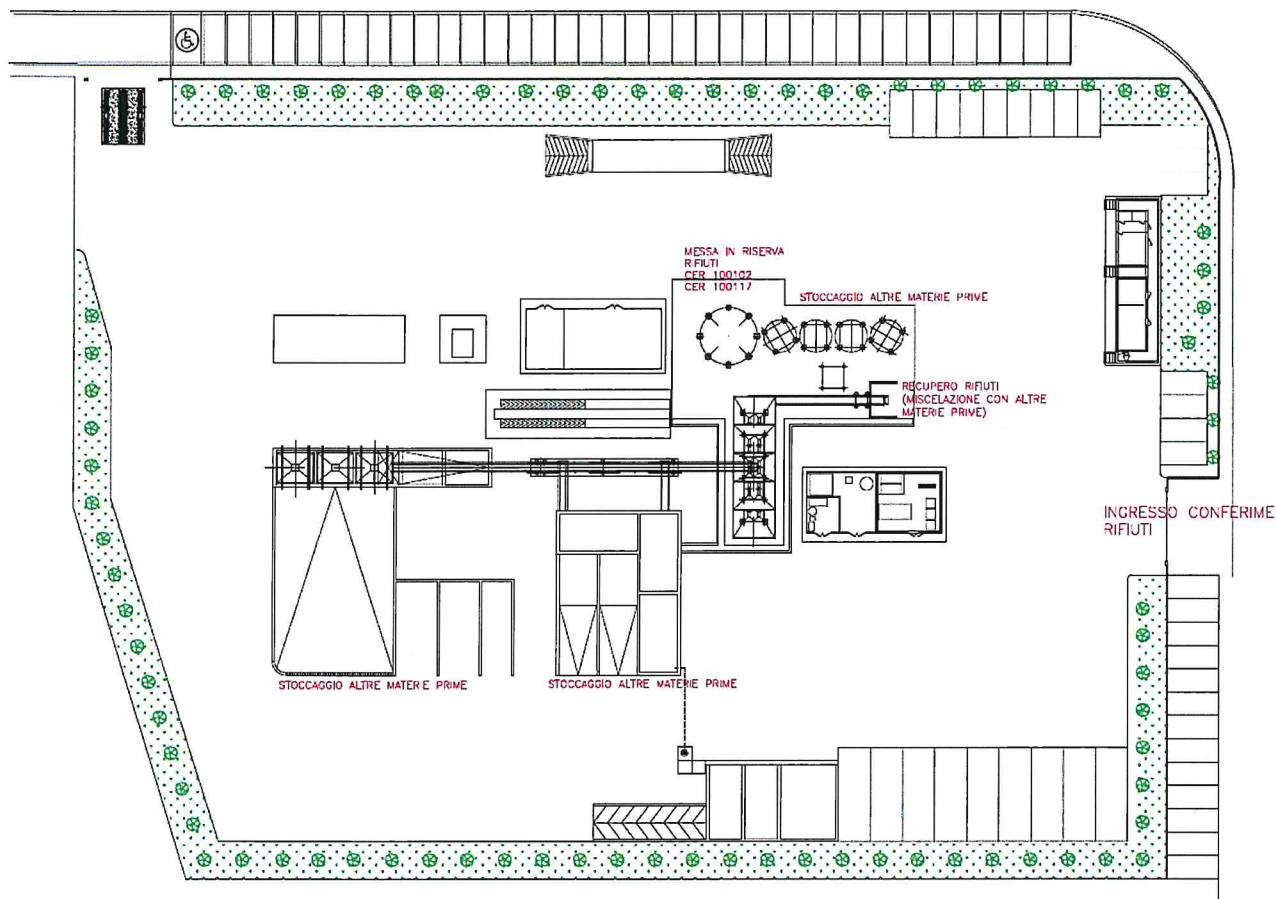 MESSA IN RISERVA
RIFIUTI
CER 100102
CER 100117
STOCCAGGIO ALTRE MATERIE PRIME
RECUPERO RIFIUTI
(MISCELAZIONE CON ALTRE
MATERIE PRIME)
INGRESSO CONFERIME
RIFIUTI
STOCCAGGIO ALTRE MATERIE PRIME
STOCCAGGIO ALTRE MATERIE PRIME